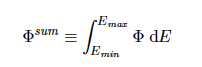 Φ^{sum} ≡ ∫_{E_{min}}^{E_{max}} Φ dE